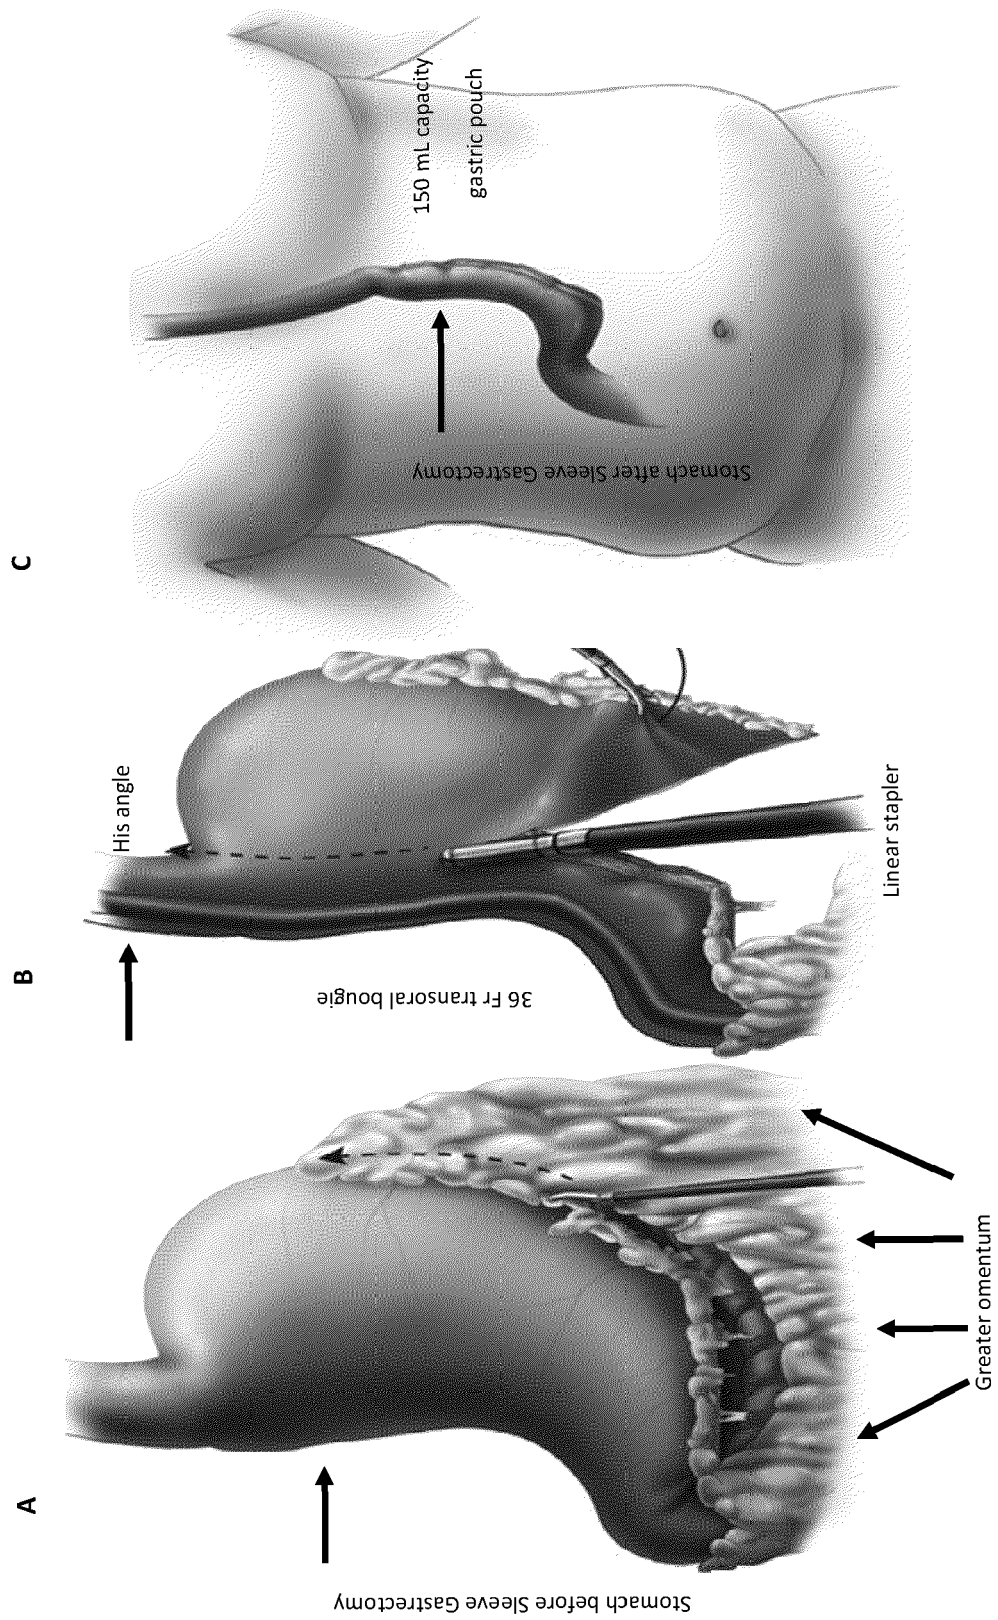 A
Stomach before Sleeve Gastrectomy
Greater omentum
B
36 Fr transoral bougie
His angle
Linear stapler
C
Stomach after Sleeve Gastrectomy
150 mL capacity
gastric pouch